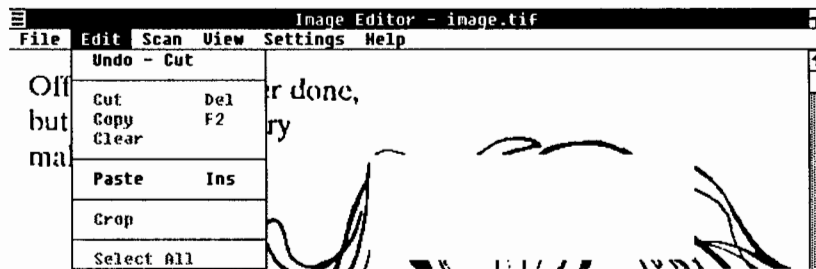 Image Editor - image.tif
File Edit Scan View Settings Help
Undo - Cut
Cut Del
Copy F2
Clear
Paste Ins
Crop
Select All
done,
but